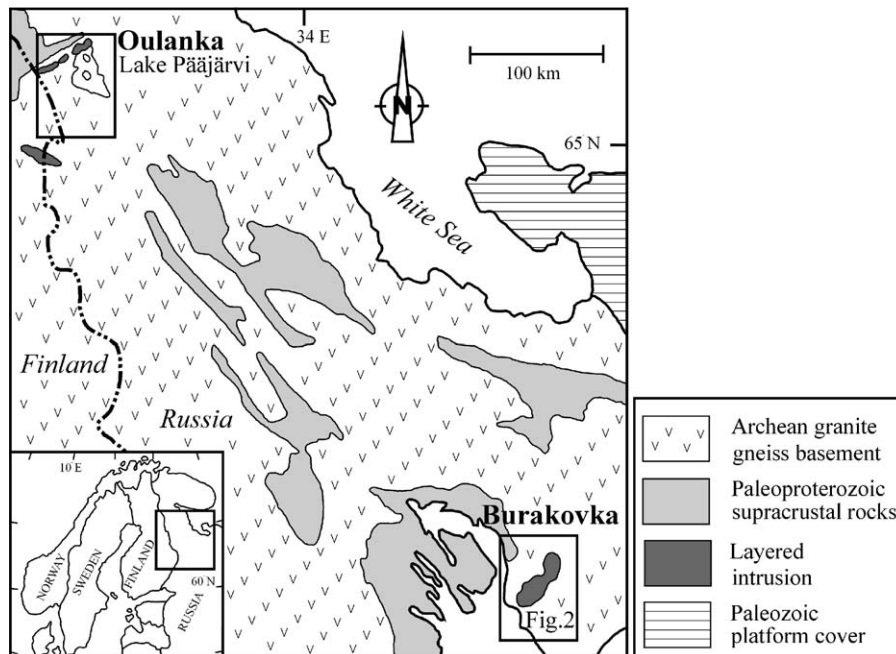 Oulanka
Lake Pääjärvi
34 E
100 km
N
65° N
White Sea
Finland
Russia
10°E
NORWAY
SWEDEN
FINLAND
60 N
RUSSIA
Burakovka
Fig.2
Archean granite
gneiss basement
Paleoproterozoic
supracrustal rocks
Layered
intrusion
Paleozoic
platform cover